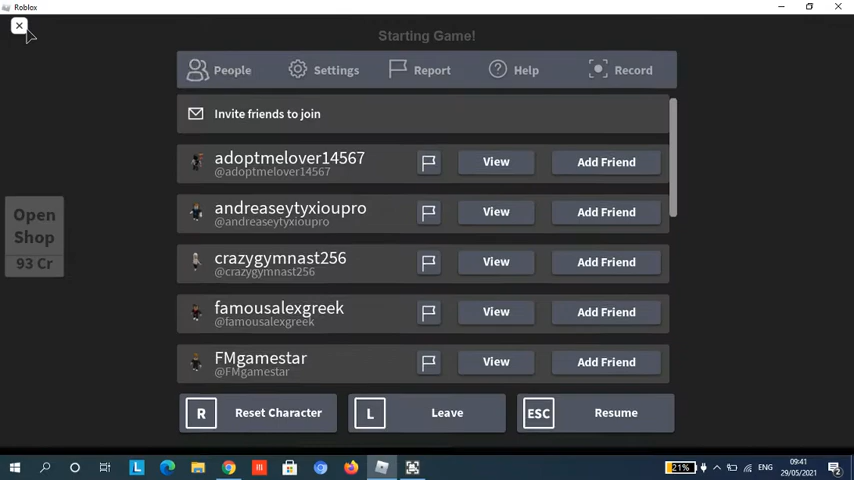 Roblox
Starting Game!
People Settings Report Help Record
Invite friends to join
adoptmelover14567
@adoptmelover14567
View Add Friend
andreaseytyxioupro
@andreaseytyxioupro
View Add Friend
crazygymnast256
@crazygymnast256
View Add Friend
famousalexgreek
@famousalexgreek
View Add Friend
FMgamestar
@FMgamestar
View Add Friend
Open
Shop
93 Cr
R Reset Character L Leave ESC Resume
L 21% ENG 09:41
29/05/2021 2